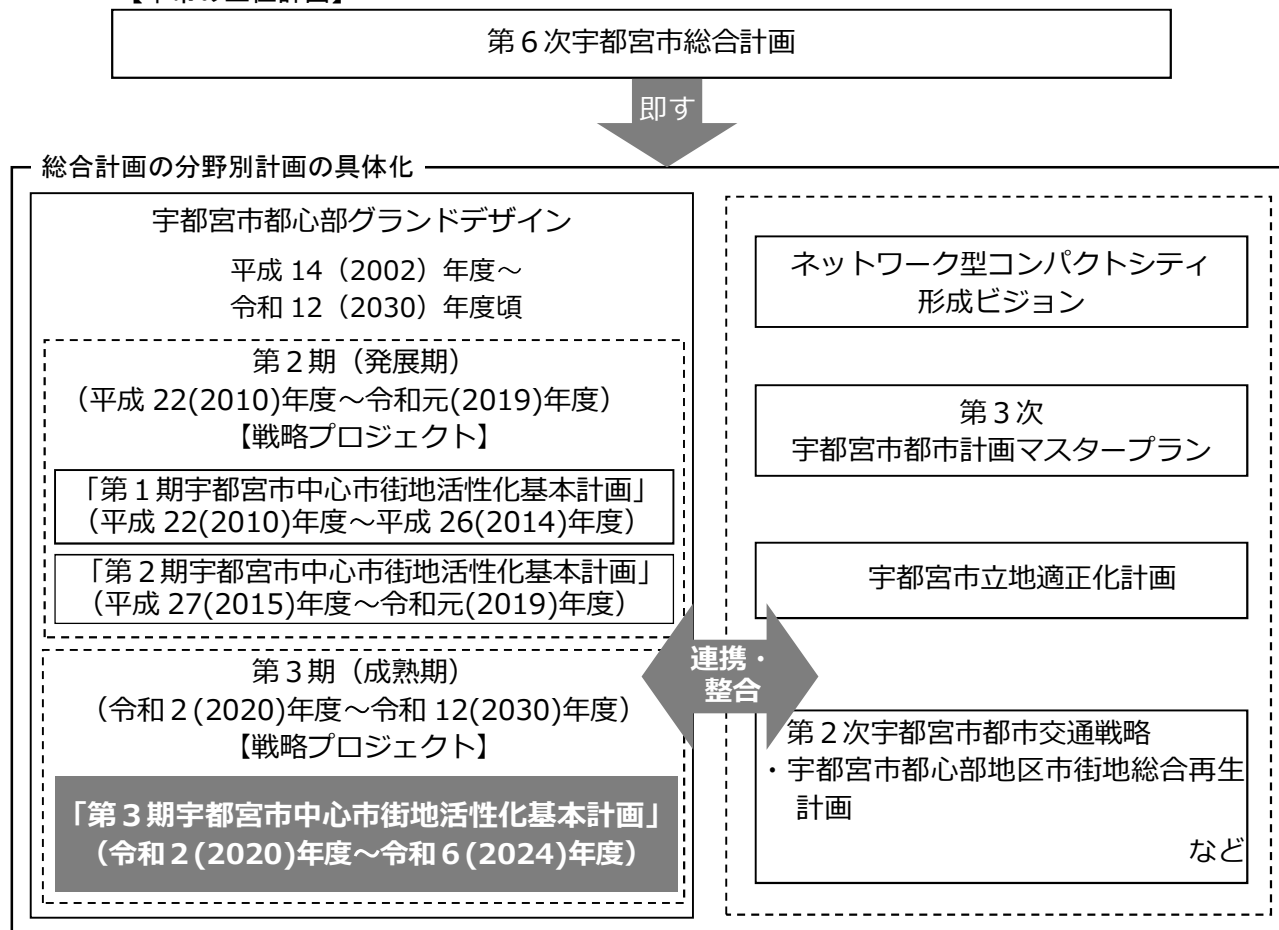 第６次宇都宮市総合計画
即す
総合計画の分野別計画の具体化
宇都宮市都心部グランドデザイン
平成 14（2002）年度～
令和 12（2030）年度頃
第２期（発展期）
（平成 22(2010)年度～令和元(2019)年度）
【戦略プロジェクト】
「第１期宇都宮市中心市街地活性化基本計画」
（平成 22(2010)年度～平成 26(2014)年度）
「第２期宇都宮市中心市街地活性化基本計画」
（平成 27(2015)年度～令和元(2019)年度）
第３期（成熟期）
（令和２(2020)年度～令和 12(2030)年度）
【戦略プロジェクト】
「第３期宇都宮市中心市街地活性化基本計画」
（令和２(2020)年度～令和６(2024)年度）
連携・
整合
ネットワーク型コンパクトシティ
形成ビジョン
第３次
宇都宮市都市計画マスタープラン
宇都宮市立地適正化計画
第２次宇都宮市都市交通戦略
・宇都宮市都心部地区市街地総合再生
計画
など